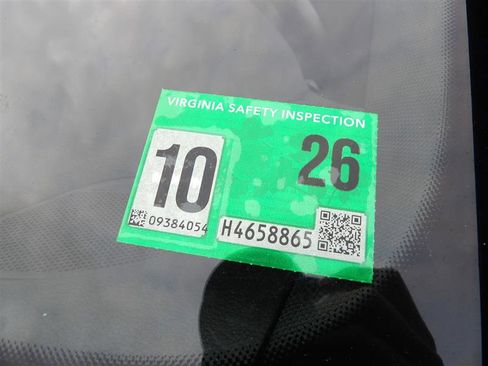 VIRGINIA SAFETY INSPECTION
10 26
09384054 H4658865